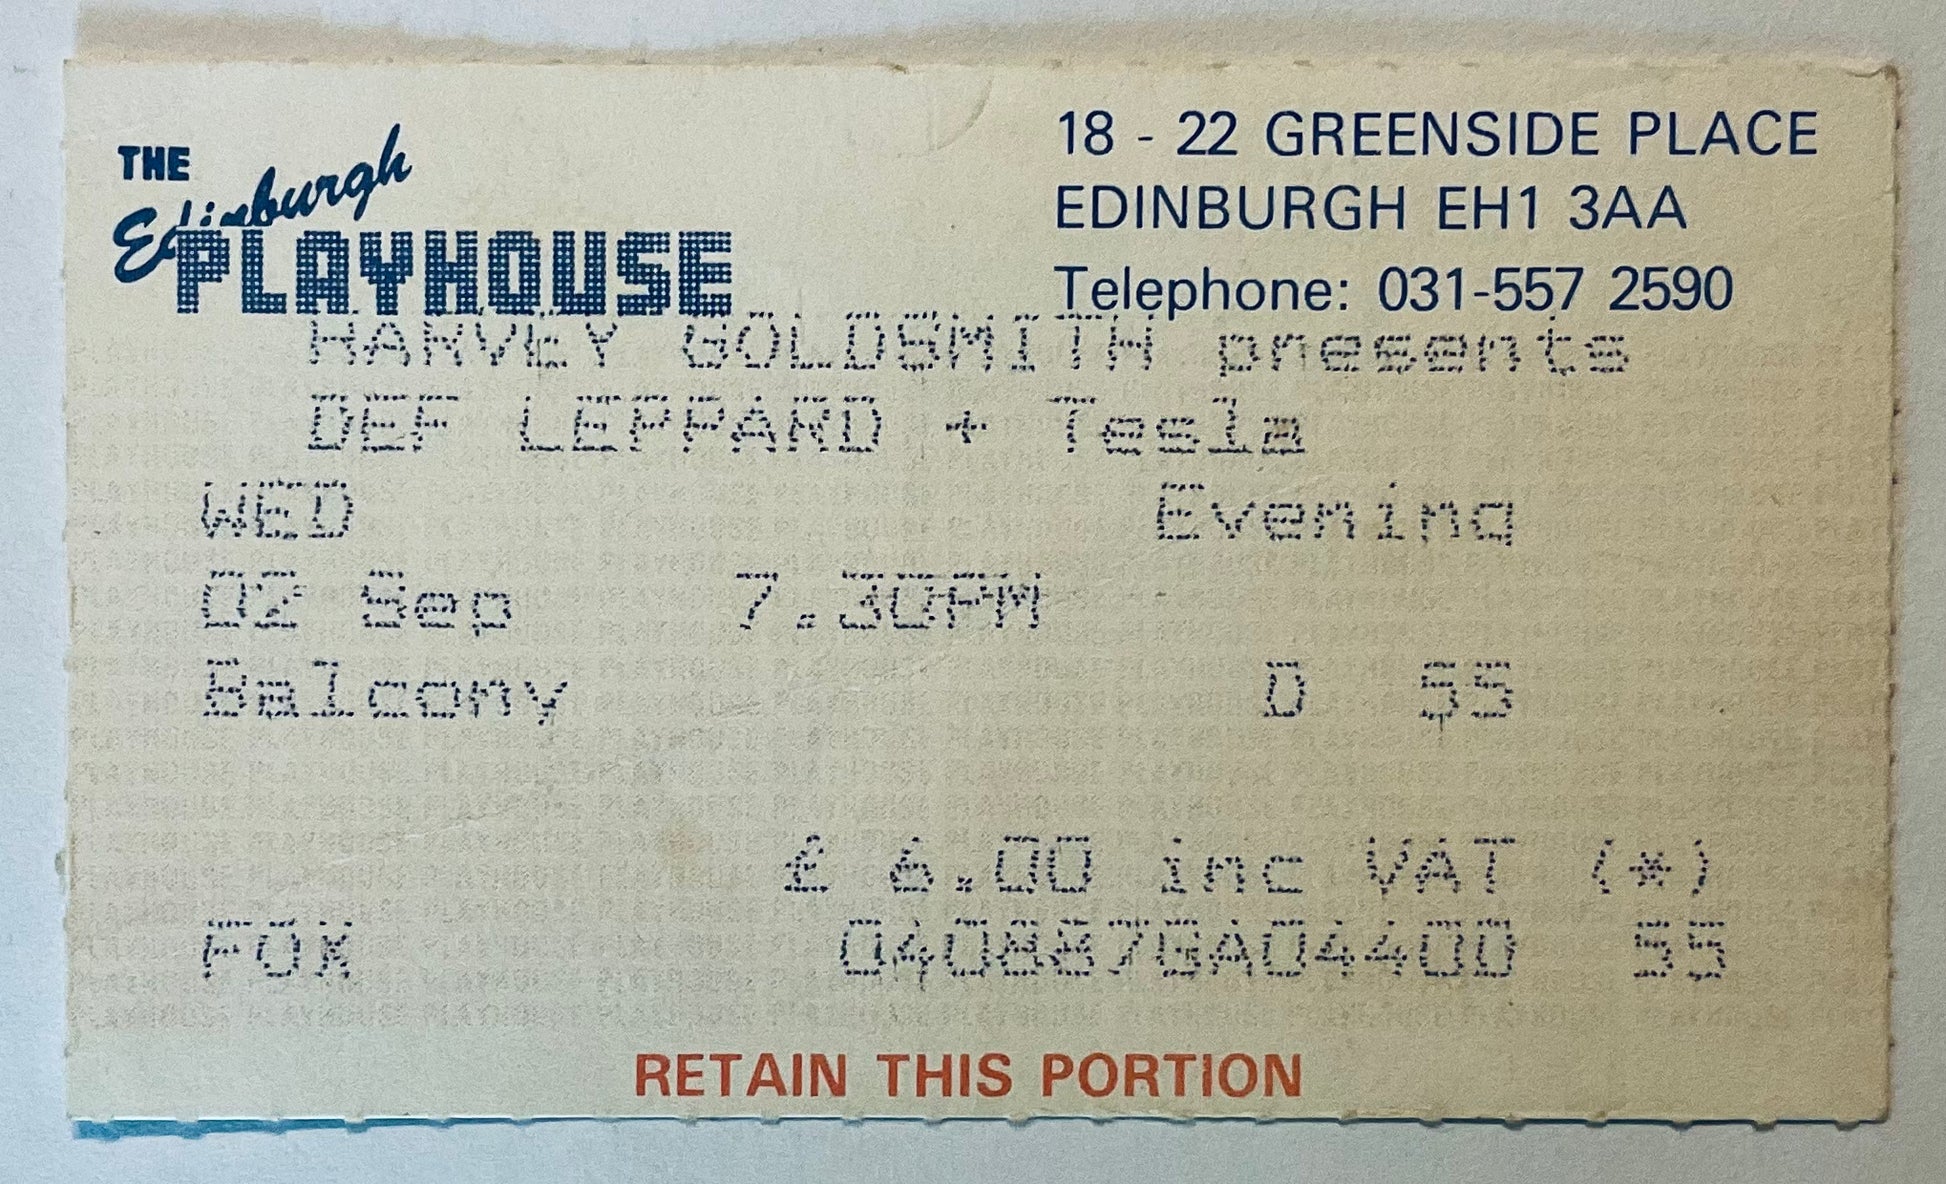 THE
Edinburgh
PLAYHOUSE
18 - 22 GREENSIDE PLACE
EDINBURGH EH1 3AA
Telephone: 031-557 2590
HARVEY GOLDSMITH presents
DEF LEPPARD + Tesla
WED Evening
02 Sep 7.30PM
Balcony D 55
£ 6.00 inc VAT (*)
FOX 55
RETAIN THIS PORTION